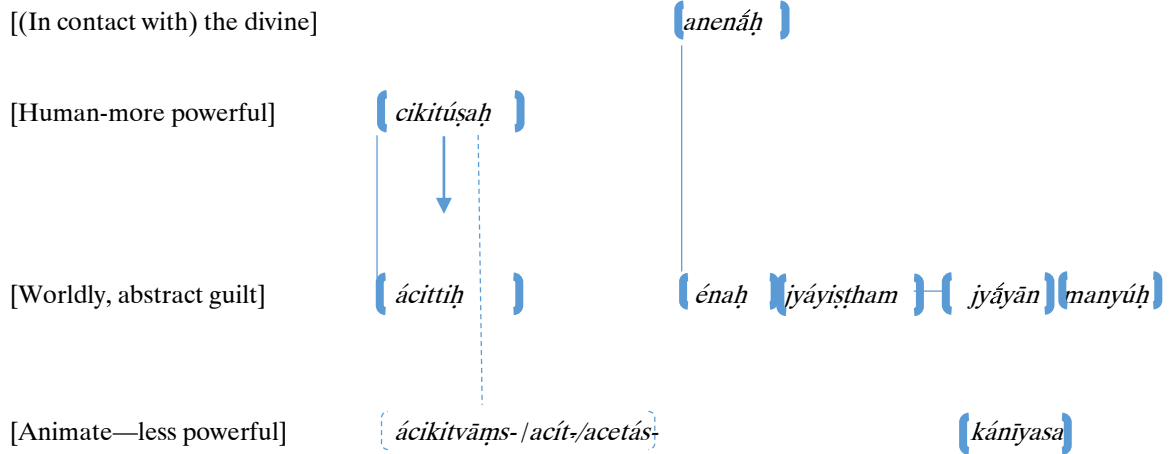 [(In contact with) the divine] anenā́ḥ
[Human-more powerful] cikitúṣaḥ
[Worldly, abstract guilt] ácittiḥ énaḥ jyáyiṣṭham jyā́yān manyúḥ
[Animate—less powerful] ácikitvāṃs- / acít-/acetás- kánīyasa